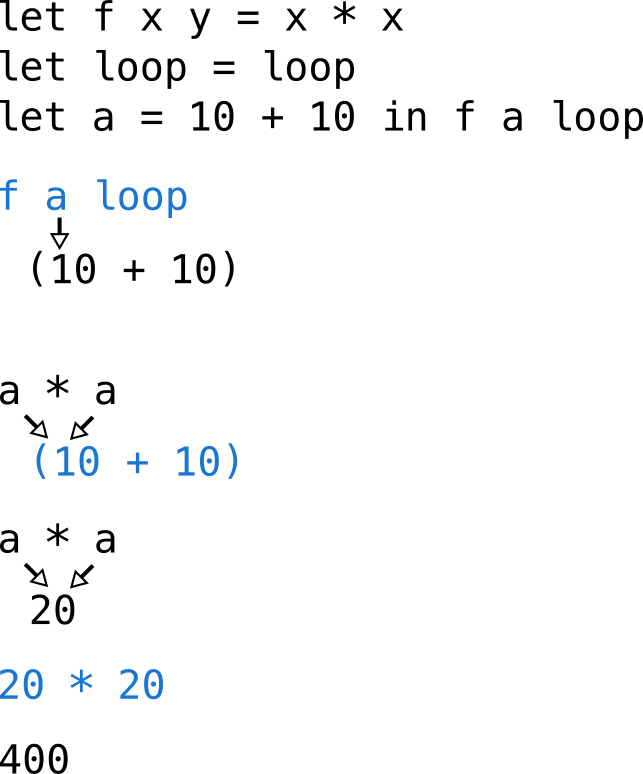 let f x y = x * x
let loop = loop
let a = 10 + 10 in f a loop
f a loop
(10 + 10)
a * a
(10 + 10)
a * a
20
20 * 20
400